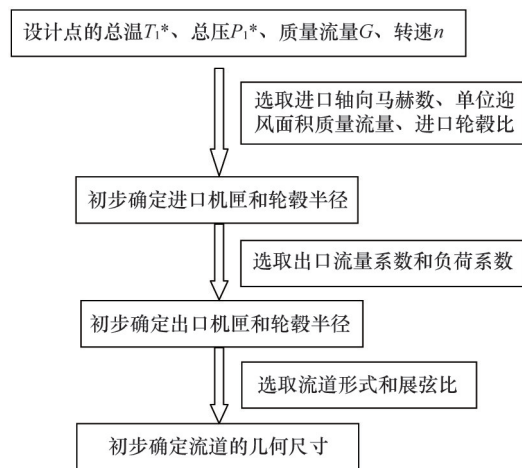 设计点的总温T₁*、总压P₁*、质量流量G、转速n
选取进口轴向马赫数、单位迎
风面积质量流量、进口轮毂比
初步确定进口机匣和轮毂半径
选取出口流量系数和负荷系数
初步确定出口机匣和轮毂半径
选取流道形式和展弦比
初步确定流道的几何尺寸